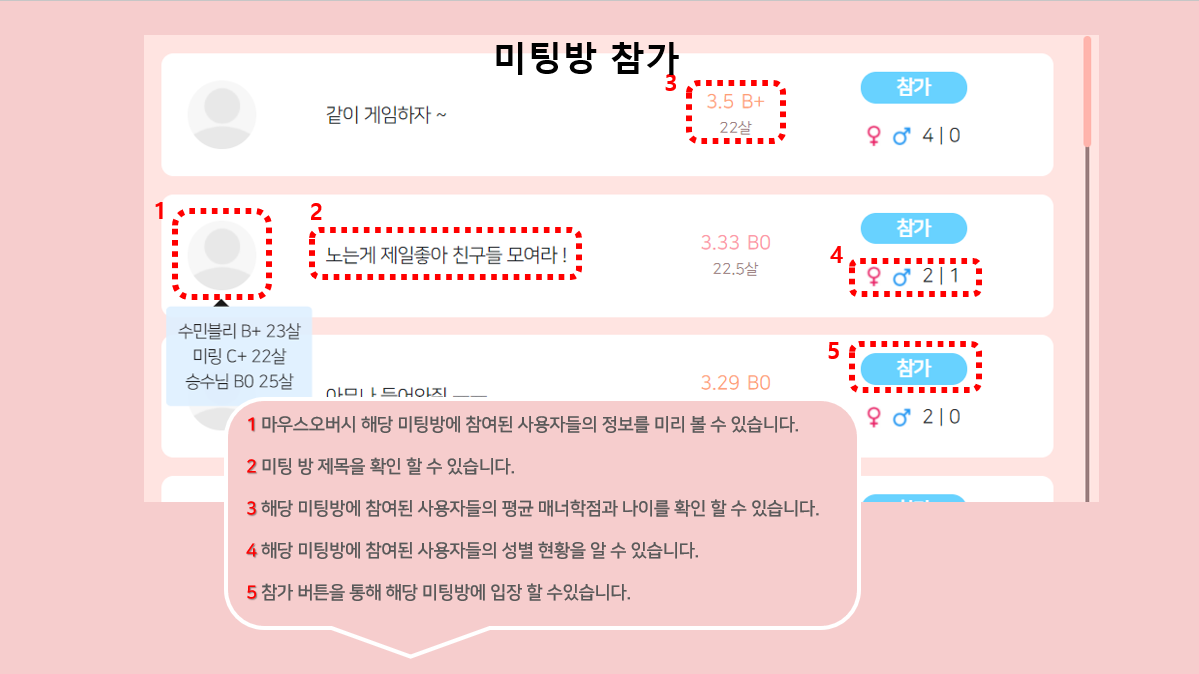 미팅방 참가
같이 게임하자 ~
3
3.5 B+
22살
참가
4 | 0
1
2
노는게 제일좋아 친구들 모여라 !
3.33 B0
22.5살
참가
4
2 | 1
수민블리 B+ 23살
미링 C+ 22살
승수님 B0 25살
3.29 B0
5
참가
2 | 0
1 마우스오버시 해당 미팅방에 참여된 사용자들의 정보를 미리 볼 수 있습니다.
2 미팅 방 제목을 확인 할 수 있습니다.
3 해당 미팅방에 참여된 사용자들의 평균 매너학점과 나이를 확인 할 수 있습니다.
4 해당 미팅방에 참여된 사용자들의 성별 현황을 알 수 있습니다.
5 참가 버튼을 통해 해당 미팅방에 입장 할 수있습니다.